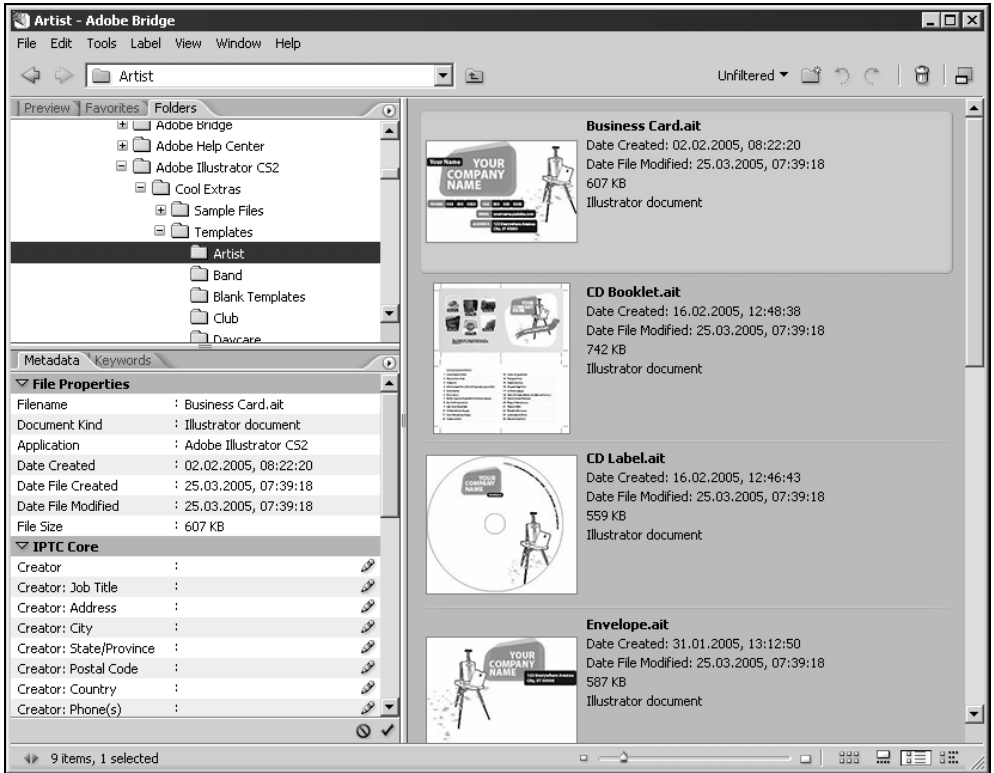 Artist - Adobe Bridge
File Edit Tools Label View Window Help
Artist
Unfiltered
Preview Favorites Folders
Adobe Bridge
Adobe Help Center
Adobe Illustrator CS2
Cool Extras
Sample Files
Templates
Artist
Band
Blank Templates
Club
Daycare
Metadata Keywords
File Properties
Filename : Business Card.ait
Document Kind : Illustrator document
Application : Adobe Illustrator CS2
Date Created : 02.02.2005, 08:22:20
Date File Created : 25.03.2005, 07:39:18
Date File Modified : 25.03.2005, 07:39:18
File Size : 607 KB
IPTC Core
Creator :
Creator: Job Title :
Creator: Address :
Creator: City :
Creator: State/Province :
Creator: Postal Code :
Creator: Country :
Creator: Phone(s) :
Your Name
YOUR
COMPANY
NAME
Business Card.ait
Date Created: 02.02.2005, 08:22:20
Date File Modified: 25.03.2005, 07:39:18
607 KB
Illustrator document
CD Booklet.ait
Date Created: 16.02.2005, 12:48:38
Date File Modified: 25.03.2005, 07:39:18
742 KB
Illustrator document
YOUR
COMPANY
NAME
CD Label.ait
Date Created: 16.02.2005, 12:46:43
Date File Modified: 25.03.2005, 07:39:18
559 KB
Illustrator document
YOUR
COMPANY
NAME
Envelope.ait
Date Created: 31.01.2005, 13:12:50
Date File Modified: 25.03.2005, 07:39:18
587 KB
Illustrator document
9 items, 1 selected